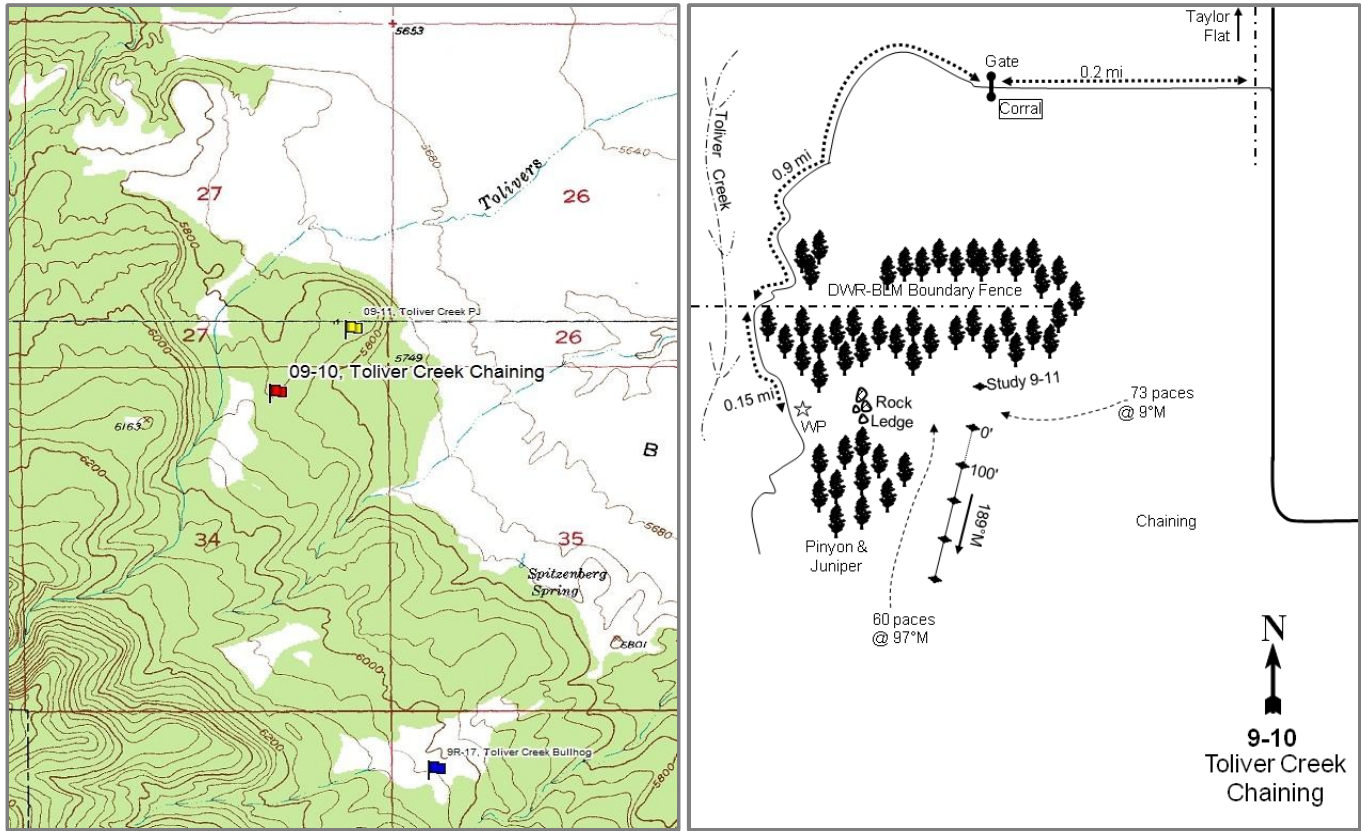 5653
5680
5640
Tolivers
27
26
5800
09-11, Toliver Creek PJ
27
6000
5800
26
5749
09-10, Toliver Creek Chaining
6163
B
6200
5680
34
35
Spitzenberg
Spring
5801
6000
6200
9R-17, Toliver Creek Bullhog
5800
Taylor
Flat
Gate
0.2 mi
Corral
Toliver Creek
0.9 mi
DWR-BLM Boundary Fence
Study 9-11
73 paces
@ 9°M
0.15 mi
WP
Rock
Ledge
0'
100'
189°M
Chaining
Pinyon &
Juniper
60 paces
@ 97°M
N
9-10
Toliver Creek
Chaining